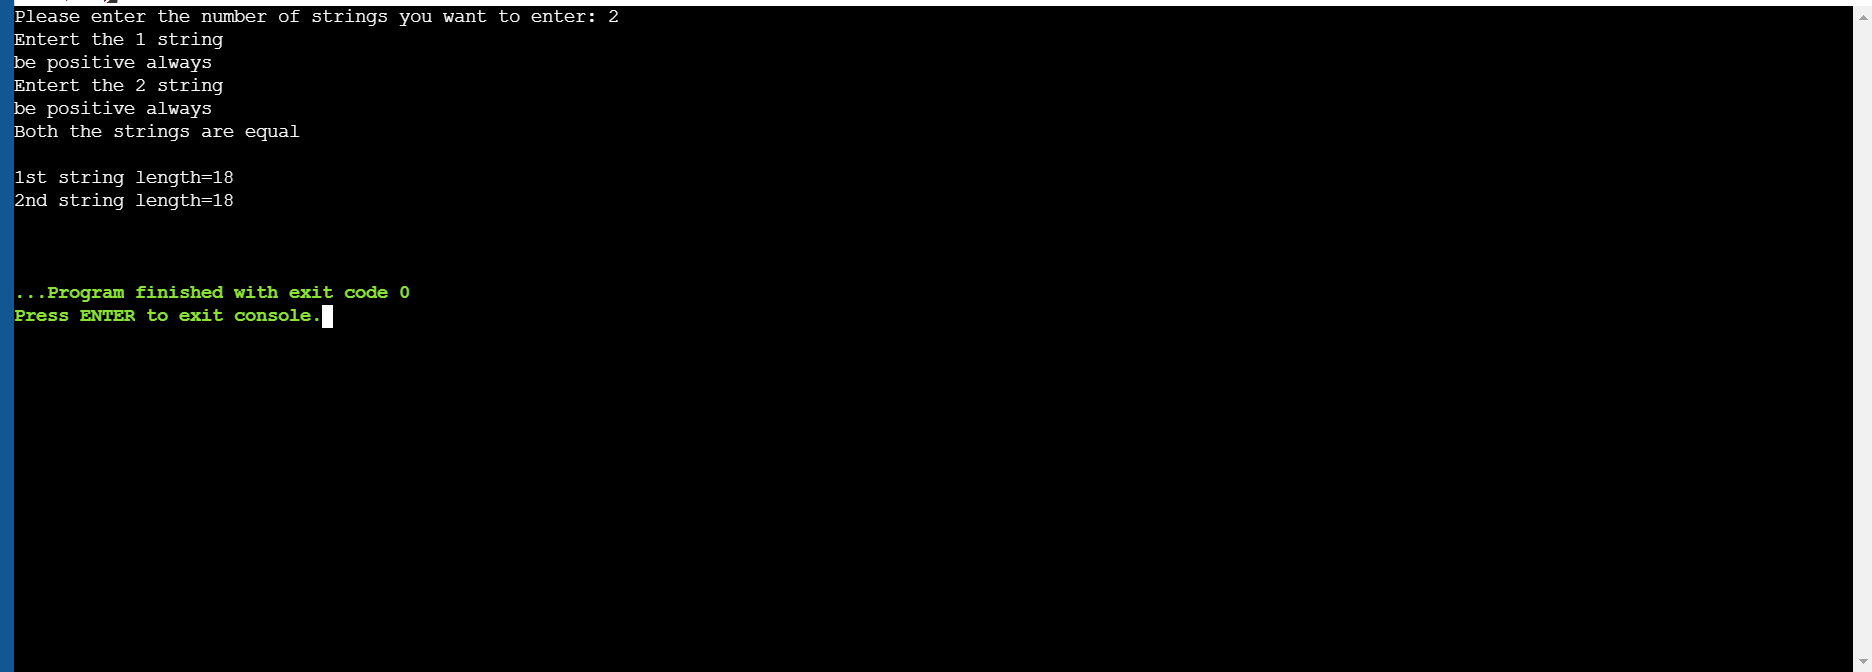 Please enter the number of strings you want to enter: 2
Entert the 1 string
be positive always
Entert the 2 string
be positive always
Both the strings are equal
1st string length=18
2nd string length=18
...Program finished with exit code 0
Press ENTER to exit console.